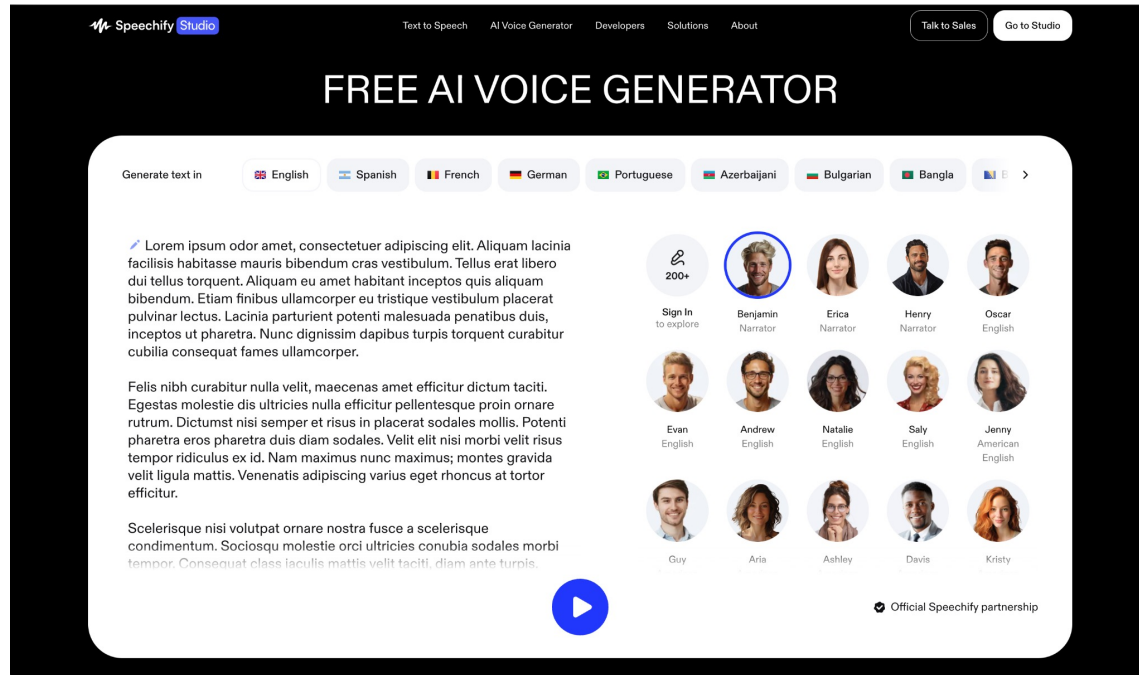 Speechify Studio
Text to Speech
AI Voice Generator
Developers
Solutions
About
Talk to Sales
Go to Studio
FREE AI VOICE GENERATOR
Generate text in
English
Spanish
French
German
Portuguese
Azerbaijani
Bulgarian
Bangla
Lorem ipsum odor amet, consectetuer adipiscing elit. Aliquam lacinia
facilisis habitasse mauris bibendum cras vestibulum. Tellus erat libero
dui tellus torquent. Aliquam eu amet habitant inceptos quis aliquam
bibendum. Etiam finibus ullamcorper eu tristique vestibulum placerat
pulvinar lectus. Lacinia parturient potenti malesuada penatibus duis,
inceptos ut pharetra. Nunc dignissim dapibus turpis torquent curabitur
cubilia consequat fames ullamcorper.
Felis nibh curabitur nulla velit, maecenas amet efficitur dictum taciti.
Egestas molestie dis ultricies nulla efficitur pellentesque proin ornare
rutrum. Dictumst nisi semper et risus in placerat sodales mollis. Potenti
pharetra eros pharetra duis diam sodales. Velit elit nisi morbi velit risus
tempor ridiculus ex id. Nam maximus nunc maximus; montes gravida
velit ligula mattis. Venenatis adipiscing varius eget rhoncus at tortor
efficitur.
Scelerisque nisi volutpat ornare nostra fusce a scelerisque
condimentum. Sociosqu molestie orci ultricies conubia sodales morbi
tempor. Consequat class iaculis mattis velit taciti, diam ante turpis.
200+
Sign In
to explore
Benjamin
Narrator
Erica
Narrator
Henry
Narrator
Oscar
English
Evan
English
Andrew
English
Natalie
English
Saly
English
Jenny
American
English
Guy
Aria
Ashley
Davis
Kristy
Official Speechify partnership